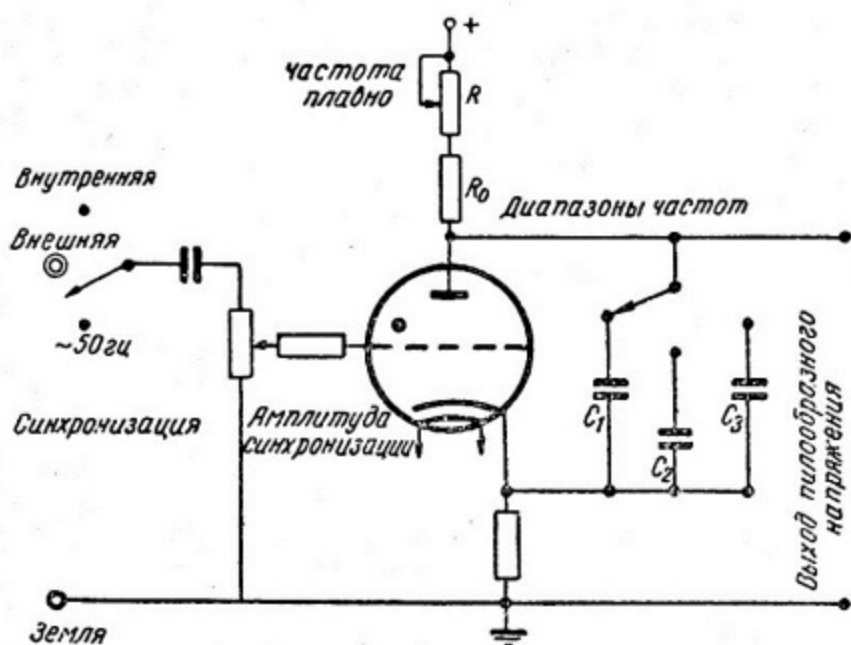 +
частота
плавно
R
R₀
Внутренняя
Внешняя
~50гц
Синхронизация
Диапазоны частот
Амплитуда
синхронизации
C₁
C₂
C₃
Выход пилообразного
напряжения
Земля